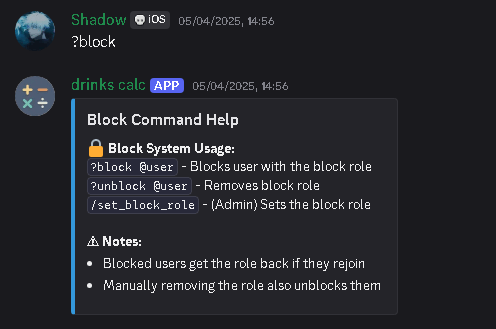 Shadow iOS 05/04/2025, 14:56
?block
drinks calc APP 05/04/2025, 14:56
Block Command Help
🔒 Block System Usage:
?block @user - Blocks user with the block role
?unblock @user - Removes block role
/set_block_role - (Admin) Sets the block role
⚠ Notes:
• Blocked users get the role back if they rejoin
• Manually removing the role also unblocks them